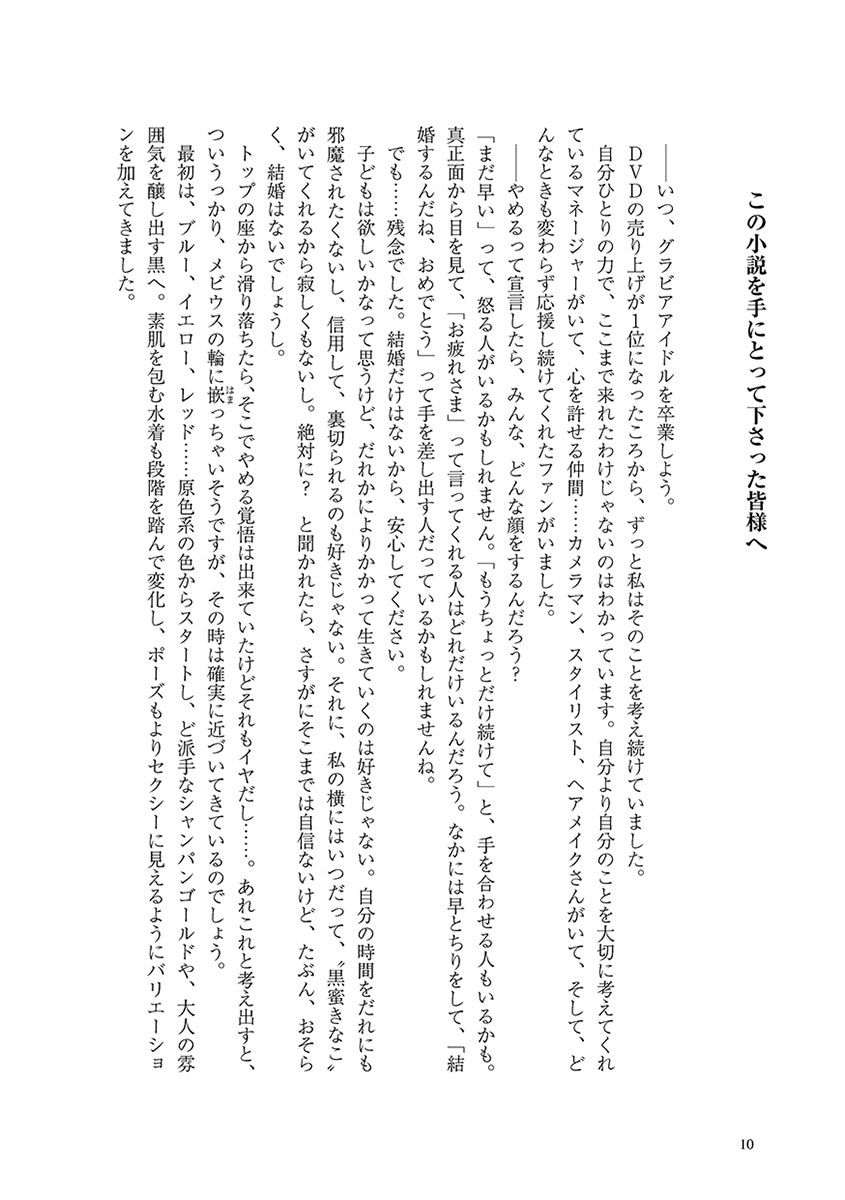 この小説を手にとって下さった皆様へ
――いつ、グラビアアイドルを卒業しよう。
DVDの売り上げが1位になったころから、ずっと私はそのことを考え続けていました。
自分ひとりの力で、ここまで来れたわけじゃないのはわかっています。自分より自分のことを大切に考えてくれ
ているマネージャーがいて、心を許せる仲間……カメラマン、スタイリスト、ヘアメイクさんがいて、そして、ど
んなときも変わらず応援し続けてくれたファンがいました。
――やめるって宣言したら、みんな、どんな顔をするんだろう?
「まだ早い」って、怒る人がいるかもしれません。「もうちょっとだけ続けて」と、手を合わせる人もいるかも。
真正面から目を見て、「お疲れさま」って言ってくれる人はどれだけいるんだろう。なかには早とちりをして、「結
婚するんだね、おめでとう」って手を差し出す人だっているかもしれませんね。
でも……残念でした。結婚だけはないから、安心してください。
子どもは欲しいかなって思うけど、だれかによりかかって生きていくのは好きじゃない。自分の時間をだれにも
邪魔されたくないし、信用して、裏切られるのも好きじゃない。それに、私の横にはいつだって、〝黒蜜きなこ〟
がいてくれるから寂しくもないし。絶対に? と聞かれたら、さすがにそこまでは自信ないけど、たぶん、おそら
く、結婚はないでしょうし。
トップの座から滑り落ちたら、そこでやめる覚悟は出来ていたけどそれもイヤだし……。あれこれと考え出すと、
ついうっかり、メビウスの輪に嵌っちゃいそうですが、その時は確実に近づいてきているのでしょう。
はま
最初は、ブルー、イエロー、レッド……原色系の色からスタートし、ど派手なシャンパンゴールドや、大人の雰
囲気を醸し出す黒へ。素肌を包む水着も段階を踏んで変化し、ポーズもよりセクシーに見えるようにバリエーショ
ンを加えてきました。
10